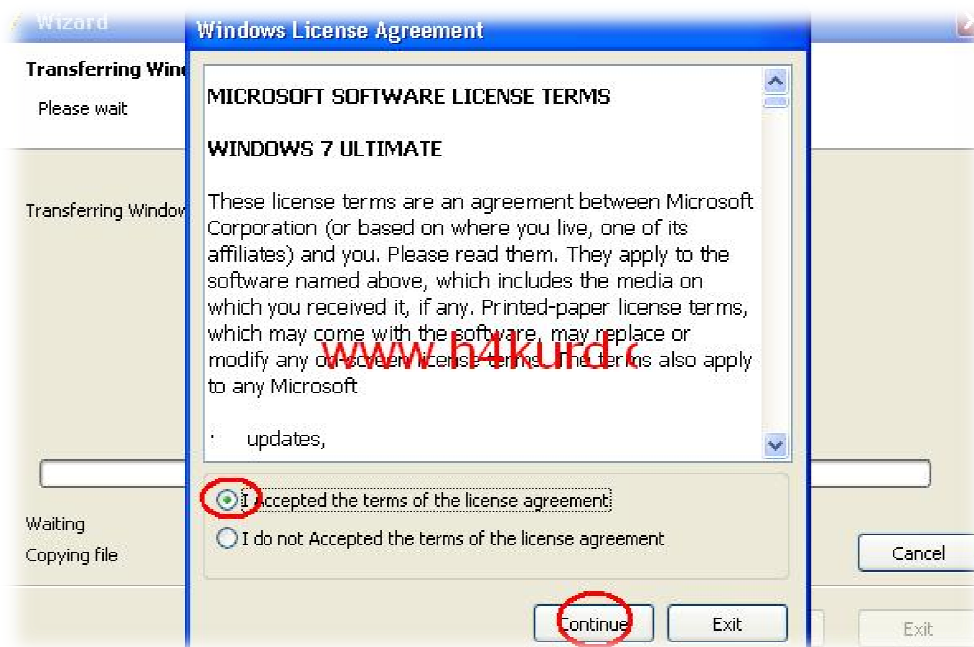 Wizard
Windows License Agreement
Transferring Win
Please wait
MICROSOFT SOFTWARE LICENSE TERMS
WINDOWS 7 ULTIMATE
These license terms are an agreement between Microsoft
Corporation (or based on where you live, one of its
affiliates) and you. Please read them. They apply to the
software named above, which includes the media on
which you received it, if any. Printed-paper license terms,
which may come with the software, may replace or
modify any on-screen license terms. The terms also apply
to any Microsoft
www.h4kurd.c
· updates,
Transferring Window
I Accepted the terms of the license agreement
I do not Accepted the terms of the license agreement
Waiting
Copying file
Cancel
Continue
Exit
Exit